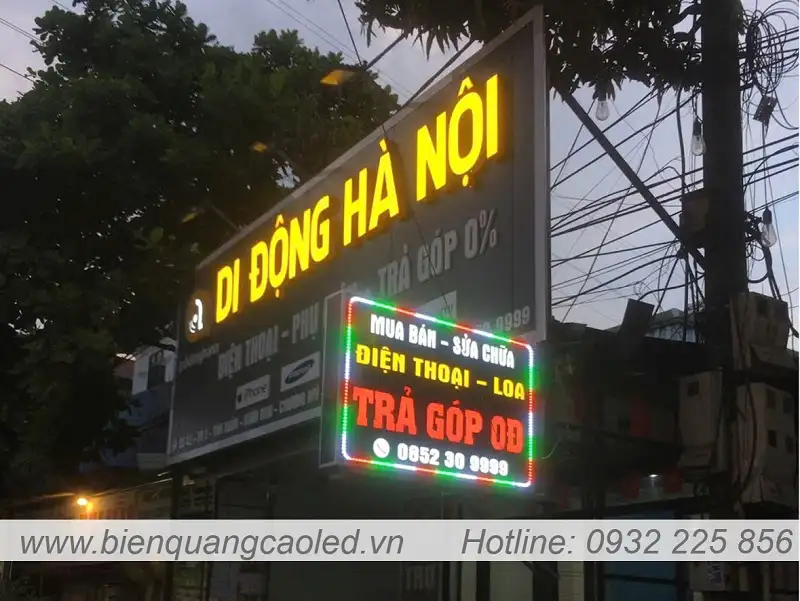 DI ĐỘNG HÀ NỘI
ĐIỆN THOẠI - PHỤ TRẢ GÓP 0%
iPhone
SAMSUNG
9999
MUA BÁN - SỬA CHỮA
ĐIỆN THOẠI - LOA
TRẢ GÓP 0Đ
0852 30 9999
www.bienquangcaoled.vn
Hotline: 0932 225 856